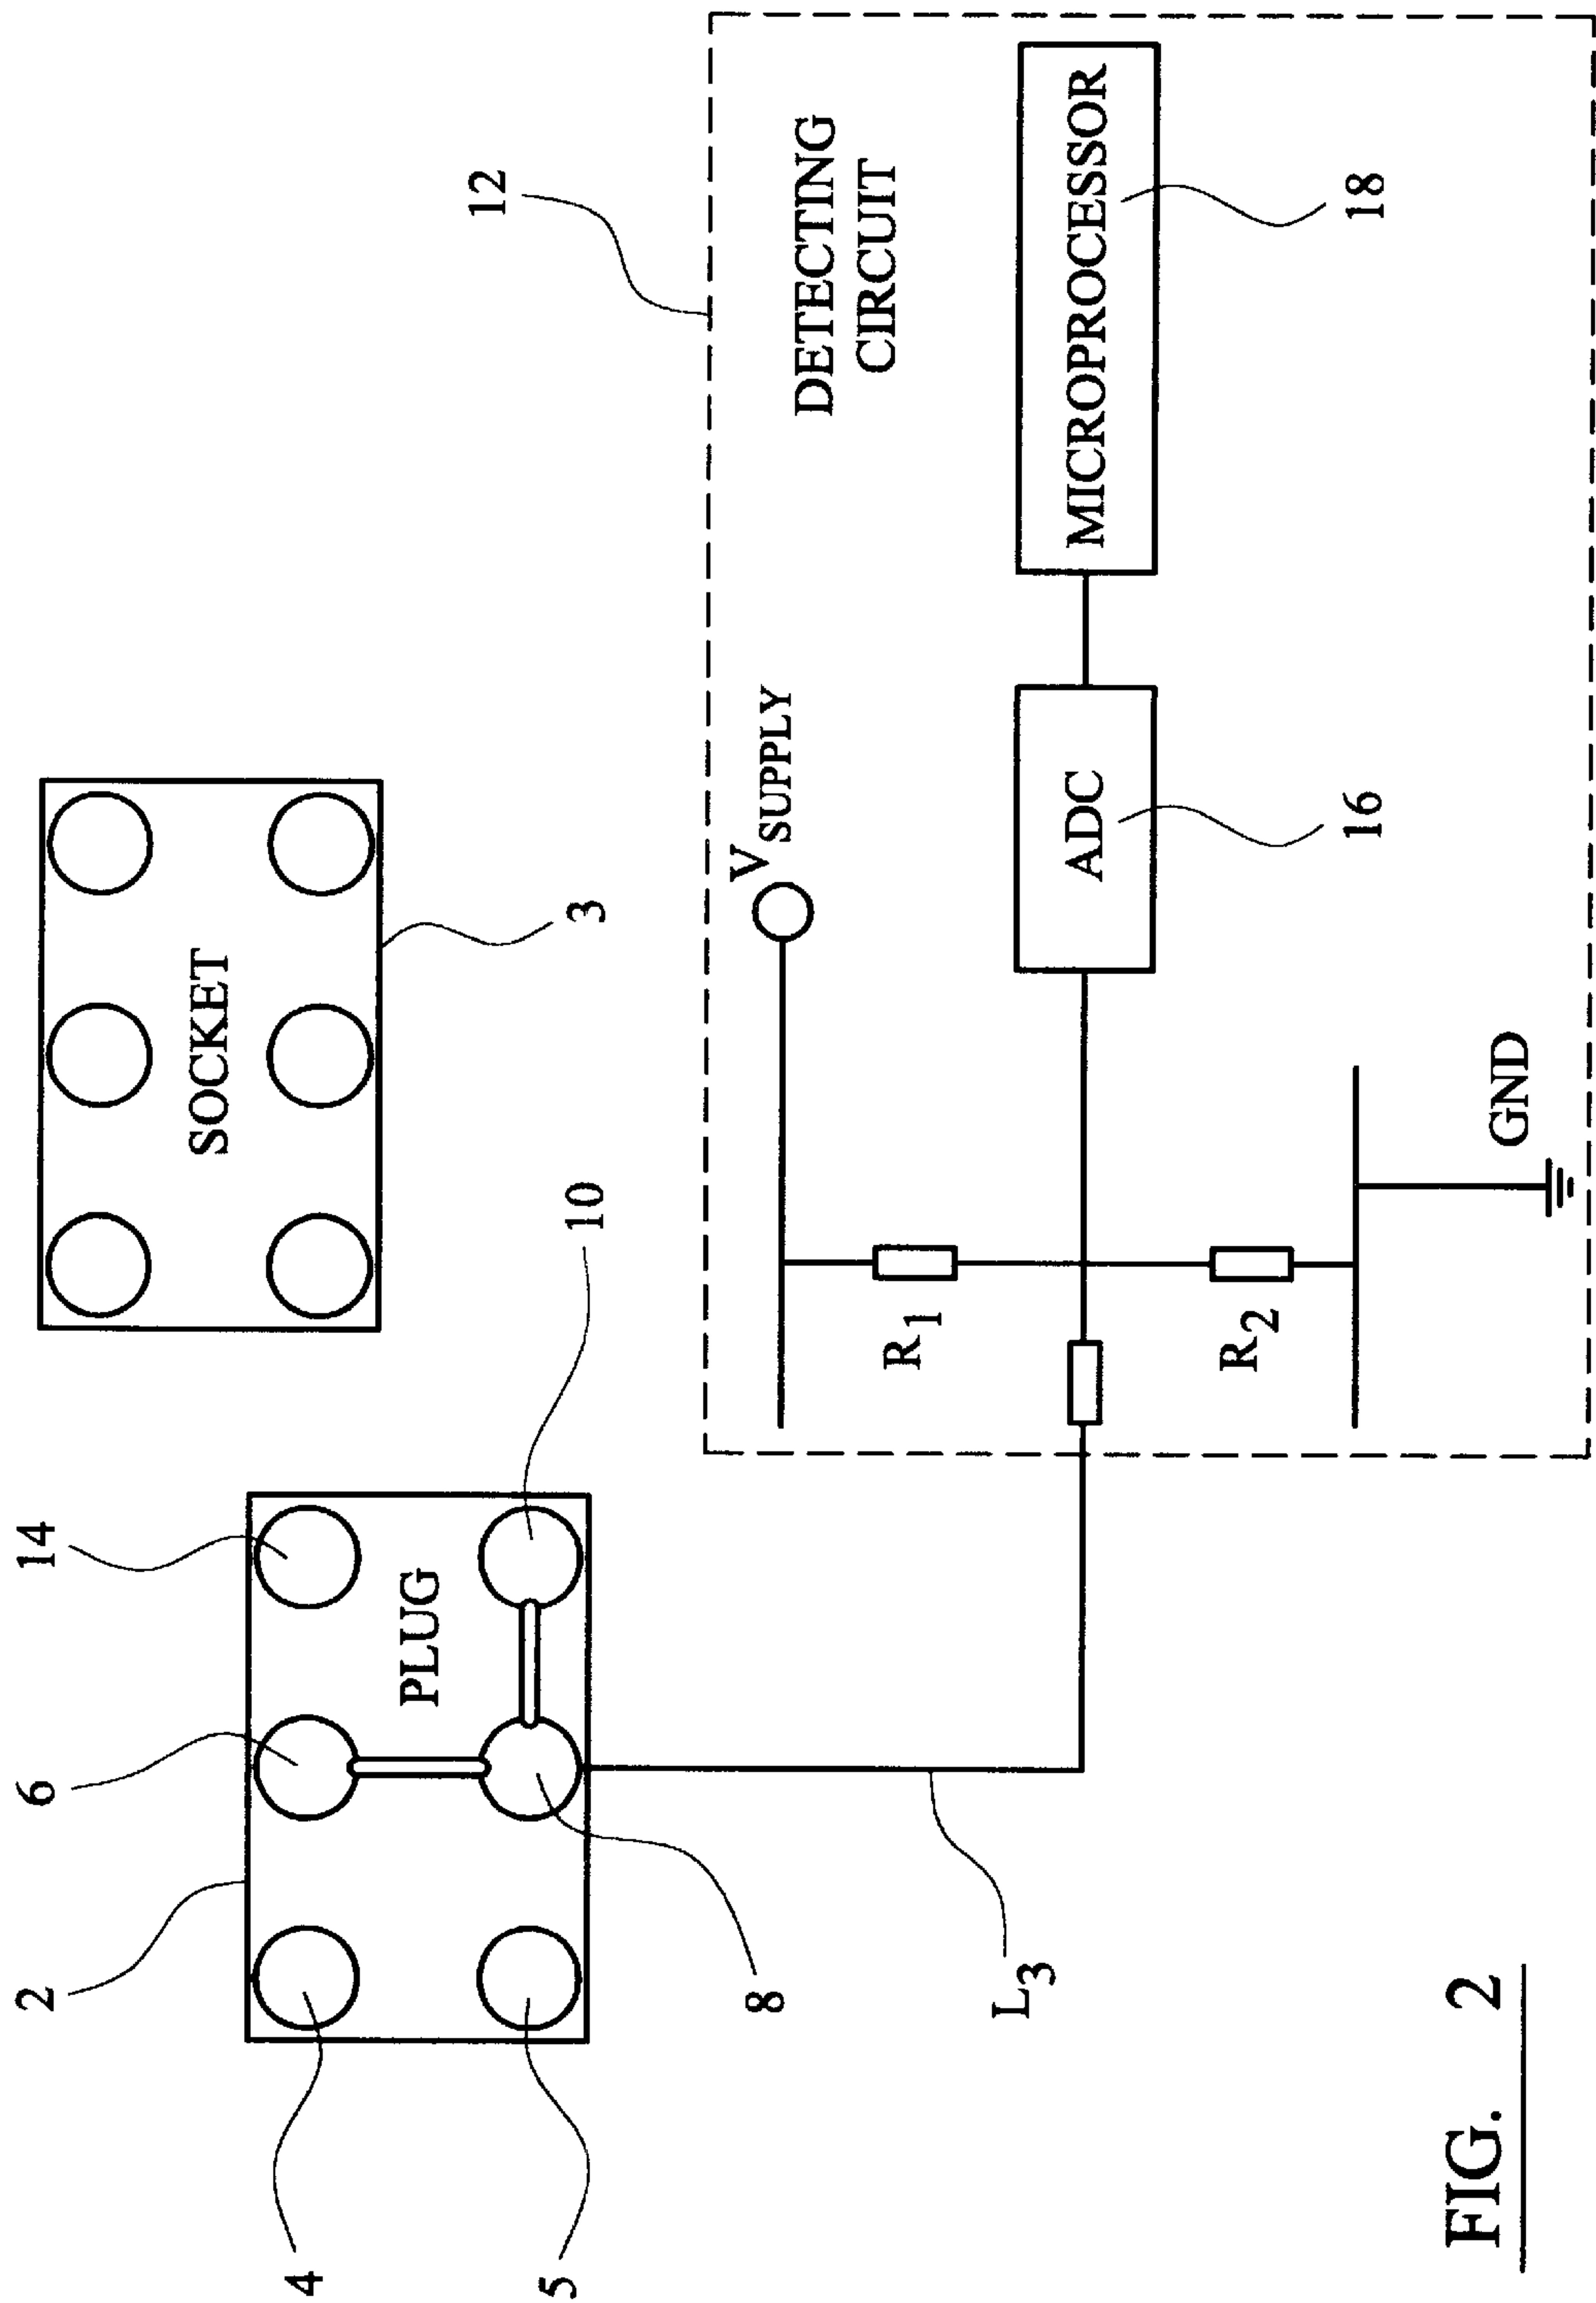 2
6
14
SOCKET
PLUG
3
10
4
5
8
L3
12
DETECTING
CIRCUIT
VSUPPLY
R1
R2
ADC
MICROPROCESSOR
16
18
GND
FIG. 2